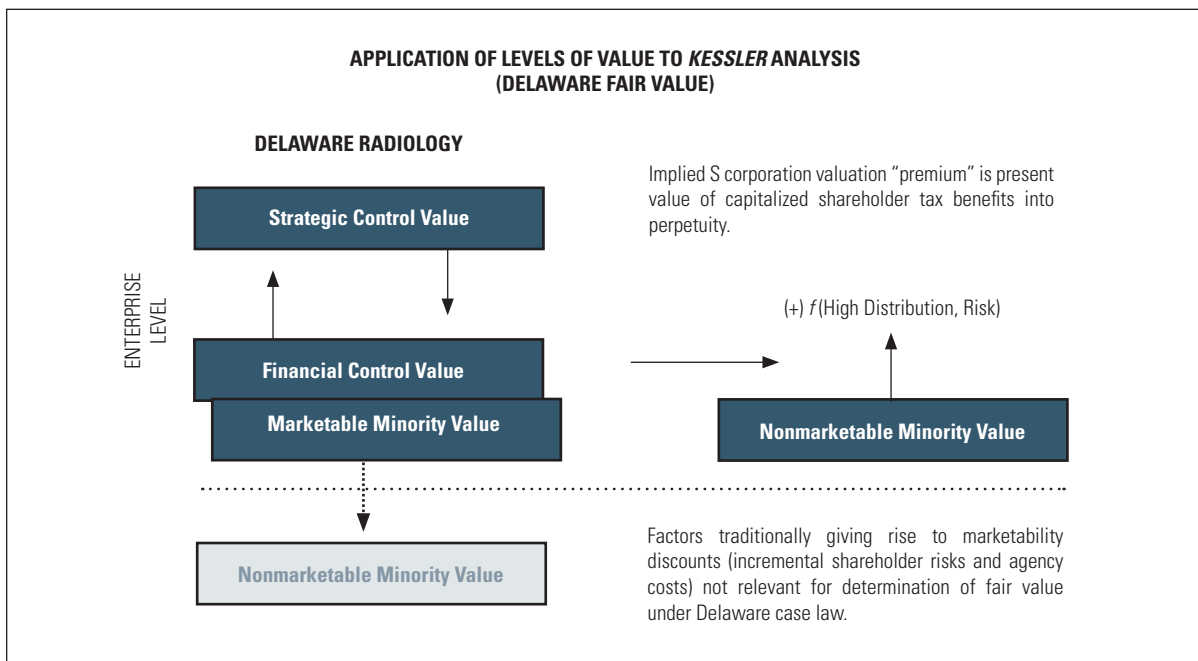 APPLICATION OF LEVELS OF VALUE TO KESSLER ANALYSIS
(DELAWARE FAIR VALUE)
DELAWARE RADIOLOGY
Strategic Control Value
Implied S corporation valuation “premium” is present
value of capitalized shareholder tax benefits into
perpetuity.
ENTERPRISE
LEVEL
(+) f (High Distribution, Risk)
Financial Control Value
Marketable Minority Value
Nonmarketable Minority Value
Nonmarketable Minority Value
Factors traditionally giving rise to marketability
discounts (incremental shareholder risks and agency
costs) not relevant for determination of fair value
under Delaware case law.